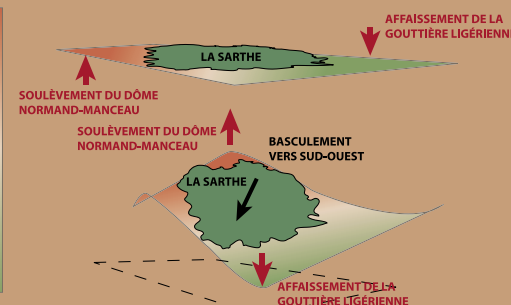 AFFAISSEMENT DE LA
GOUTTIÈRE LIGÉRIENNE
LA SARTHE
SOULÈVEMENT DU DÔME
NORMAND-MANCEAU
SOULÈVEMENT DU DÔME
NORMAND-MANCEAU
BASCULEMENT
VERS SUD-OUEST
LA SARTHE
AFFAISSEMENT DE LA
GOUTTIÈRE LIGÉRIENNE